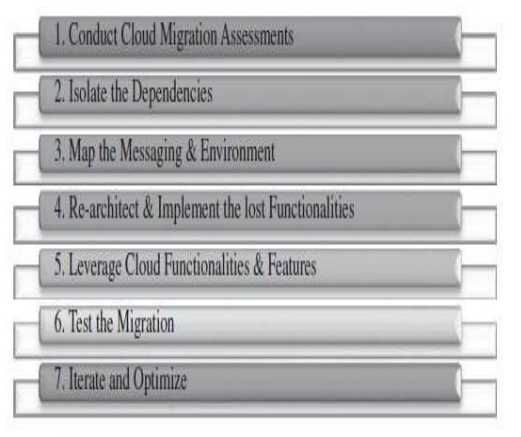 1. Conduct Cloud Migration Assessments
2. Isolate the Dependencies
3. Map the Messaging & Environment
4. Re-architect & Implement the lost Functionalities
5. Leverage Cloud Functionalities & Features
6. Test the Migration
7. Iterate and Optimize